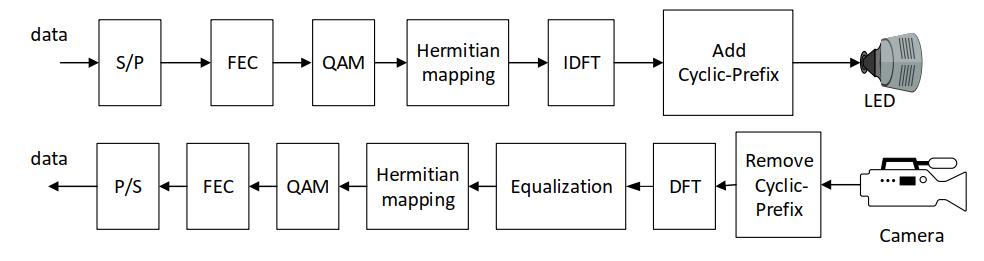 data
S/P
FEC
QAM
Hermitian
mapping
IDFT
Add
Cyclic-Prefix
LED
data
P/S
FEC
QAM
Hermitian
mapping
Equalization
DFT
Remove
Cyclic-
Prefix
Camera